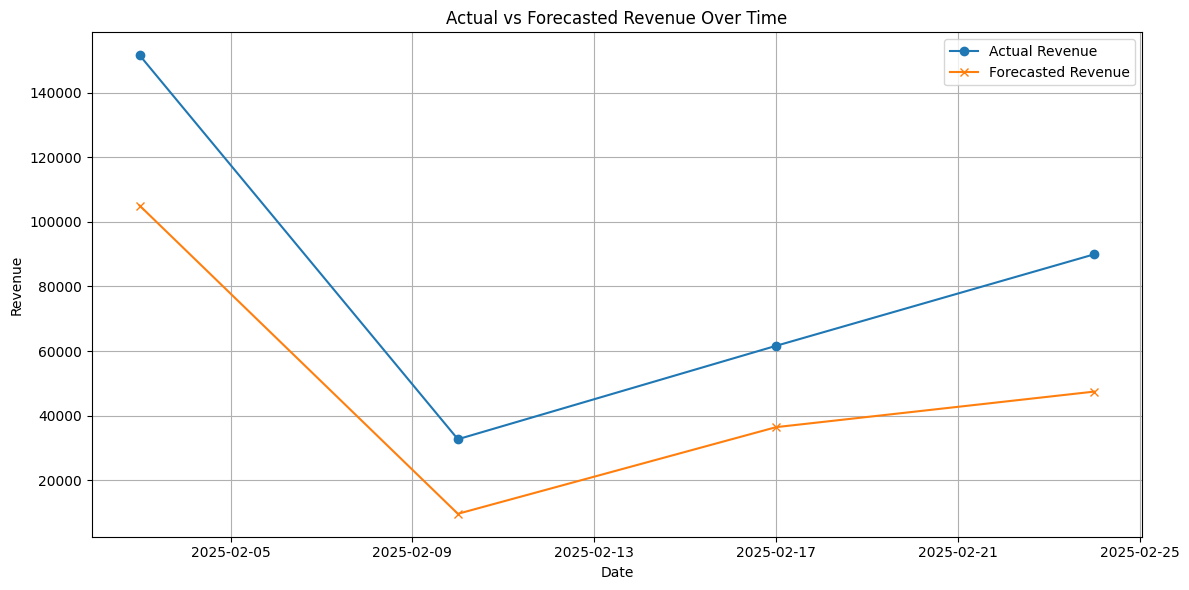 Actual vs Forecasted Revenue Over Time
Actual Revenue
Forecasted Revenue
Revenue
140000
120000
100000
80000
60000
40000
20000
2025-02-05
2025-02-09
2025-02-13
2025-02-17
2025-02-21
2025-02-25
Date